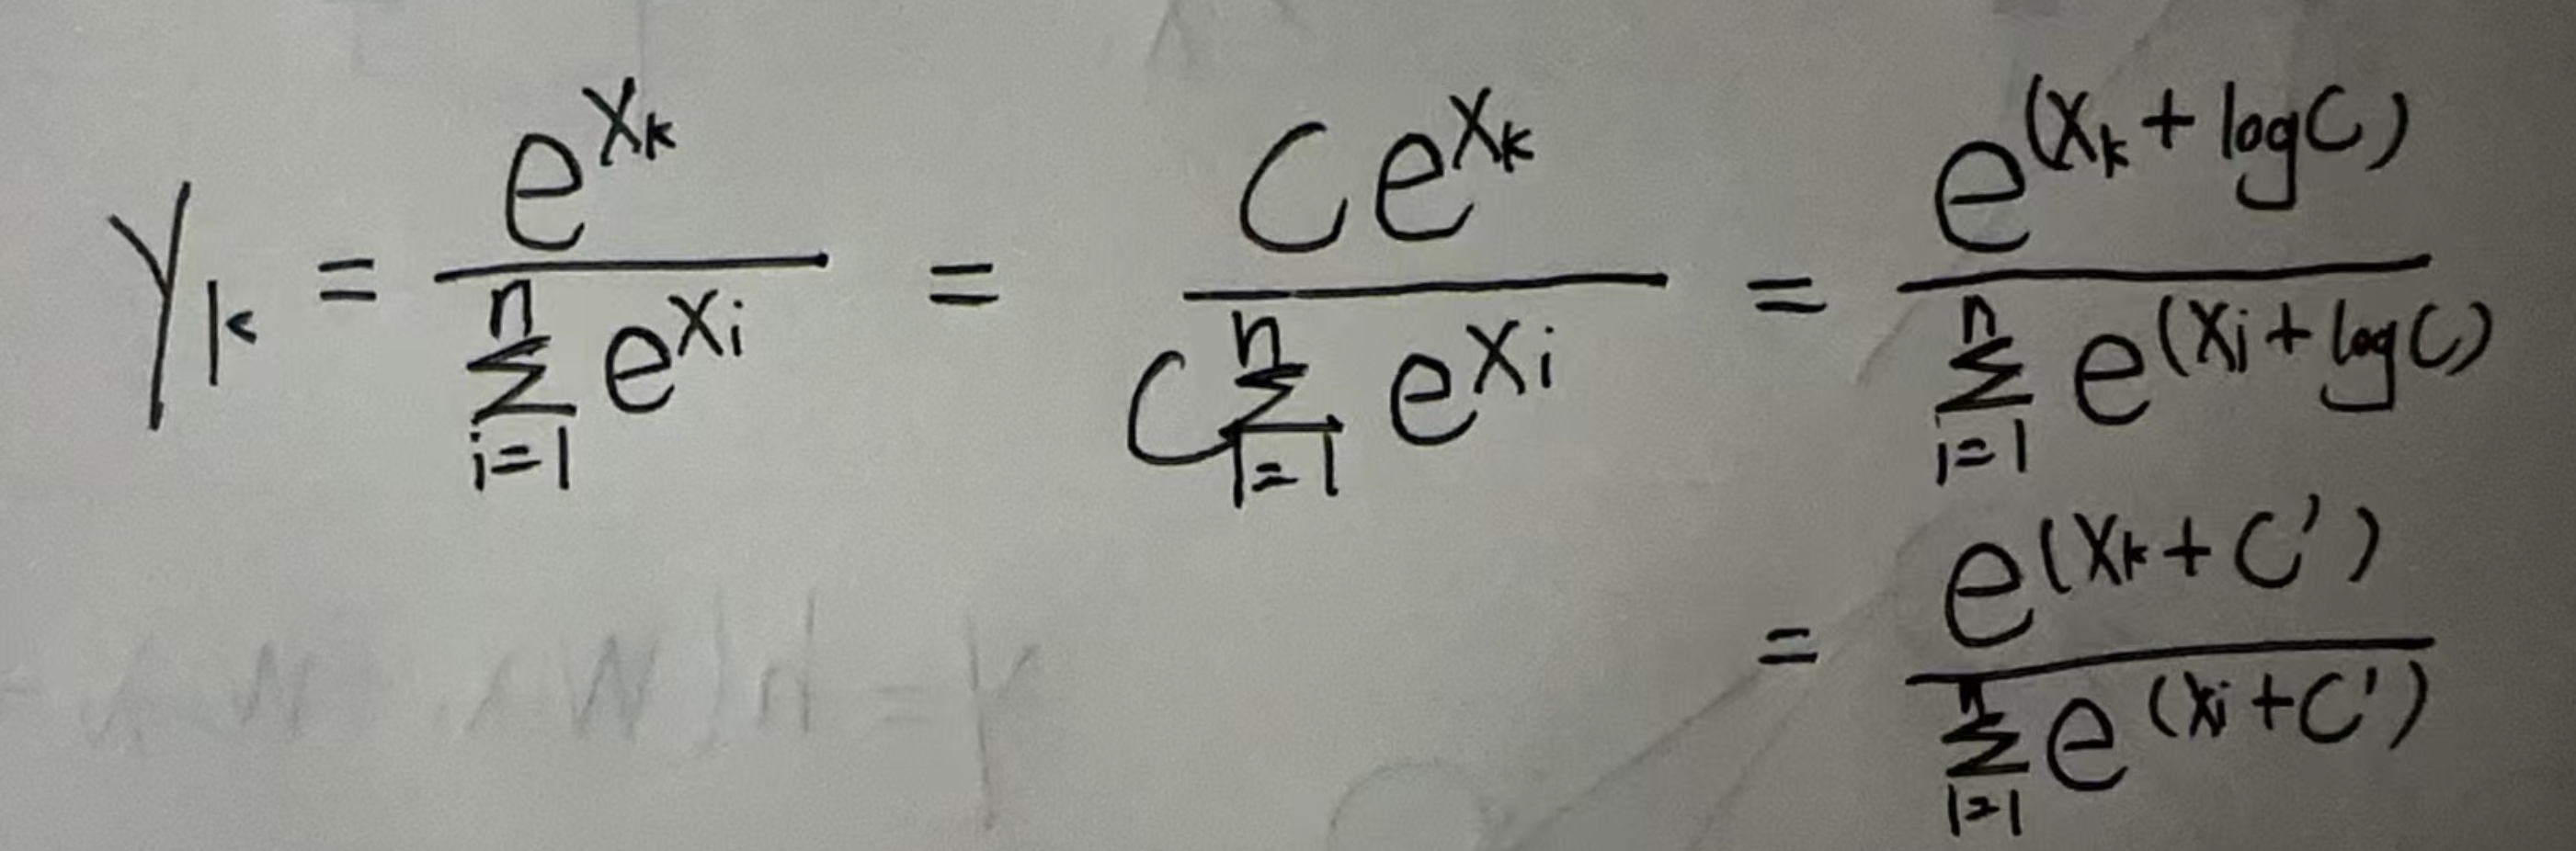 $y_k = \frac{e^{x_k}}{\sum_{i=1}^{n} e^{x_i}} = \frac{C e^{x_k}}{C \sum_{i=1}^{n} e^{x_i}} = \frac{e^{(x_k + \log C)}}{\sum_{i=1}^{n} e^{(x_i + \log C)}}$
$= \frac{e^{(x_k + C')}}{\sum_{i=1}^{n} e^{(x_i + C')}}$